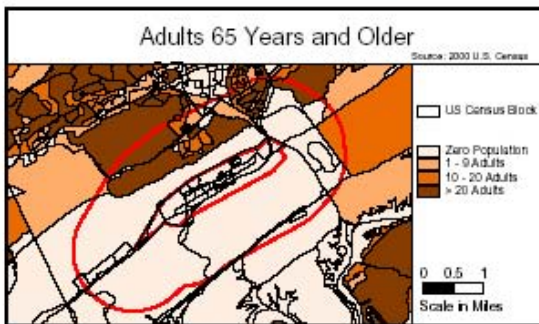 Adults 65 Years and Older
Source: 2000 U.S. Census
US Census Block
Zero Population
1 - 9 Adults
10 - 20 Adults
> 20 Adults
0 0.5 1
Scale in Miles